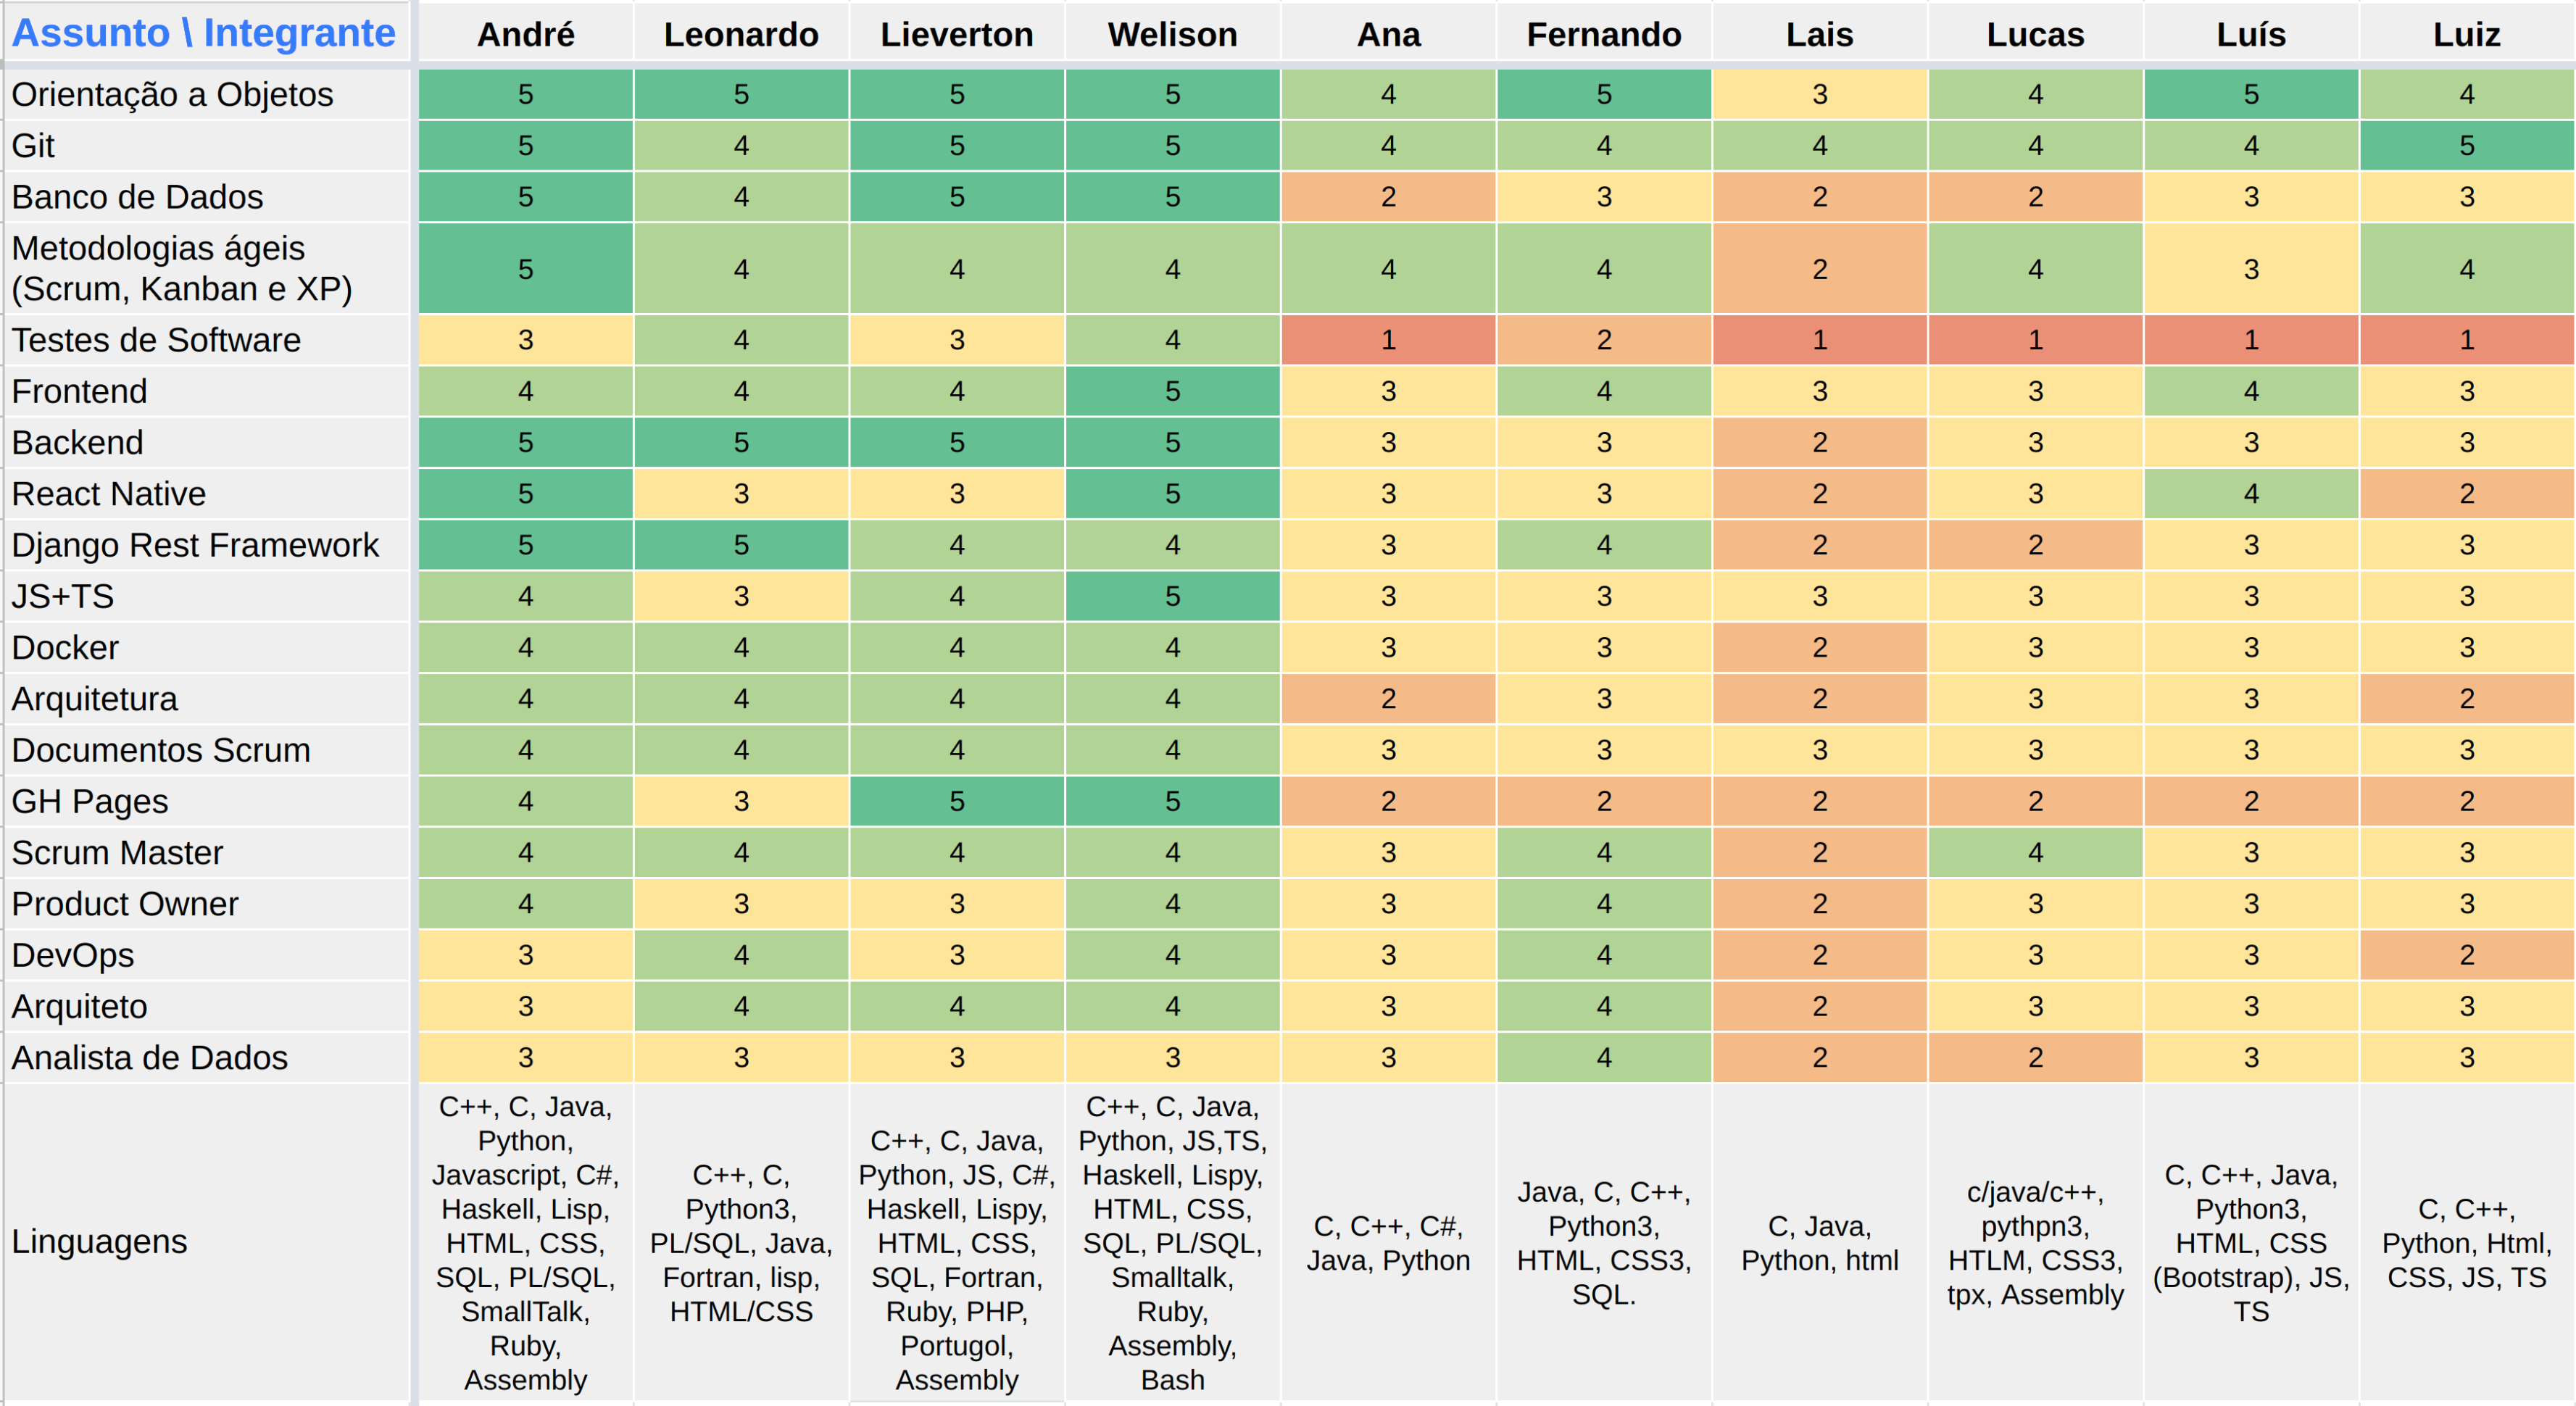 Assunto \ Integrante André Leonardo Lieverton Welison Ana Fernando Lais Lucas Luís Luiz
Orientação a Objetos 5 5 5 5 4 5 3 4 5 4
Git 5 4 5 5 4 4 4 4 4 5
Banco de Dados 5 4 5 5 2 3 2 2 3 3
Metodologias ágeis
(Scrum, Kanban e XP) 5 4 4 4 4 4 2 4 3 4
Testes de Software 3 4 3 4 1 2 1 1 1 1
Frontend 4 4 4 5 3 4 3 3 4 3
Backend 5 5 5 5 3 3 2 3 3 3
React Native 5 3 3 5 3 3 2 3 4 2
Django Rest Framework 5 5 4 4 3 4 2 2 3 3
JS+TS 4 3 4 5 3 3 3 3 3 3
Docker 4 4 4 4 3 3 2 3 3 3
Arquitetura 4 4 4 4 2 3 2 3 3 2
Documentos Scrum 4 4 4 4 3 3 3 3 3 3
GH Pages 4 3 5 5 2 2 2 2 2 2
Scrum Master 4 4 4 4 3 4 2 4 3 3
Product Owner 4 3 3 4 3 4 2 3 3 3
DevOps 3 4 3 4 3 4 2 3 3 2
Arquiteto 3 4 4 4 3 4 2 3 3 3
Analista de Dados 3 3 3 3 3 4 2 2 3 3
Linguagens
C++, C, Java,
Python,
Javascript, C#,
Haskell, Lisp,
HTML, CSS,
SQL, PL/SQL,
SmallTalk,
Ruby,
Assembly
C++, C,
Python3,
PL/SQL, Java,
Fortran, lisp,
HTML/CSS
C++, C, Java,
Python, JS, C#,
Haskell, Lispy,
HTML, CSS,
SQL, Fortran,
Ruby, PHP,
Portugol,
Assembly
C++, C, Java,
Python, JS,TS,
Haskell, Lispy,
HTML, CSS,
SQL, PL/SQL,
Smalltalk,
Ruby,
Assembly,
Bash
C, C++, C#,
Java, Python
Java, C, C++,
Python3,
HTML, CSS3,
SQL.
C, Java,
Python, html
c/java/c++,
pythpn3,
HTLM, CSS3,
tpx, Assembly
C, C++, Java,
Python3,
HTML, CSS
(Bootstrap), JS,
TS
C, C++,
Python, Html,
CSS, JS, TS